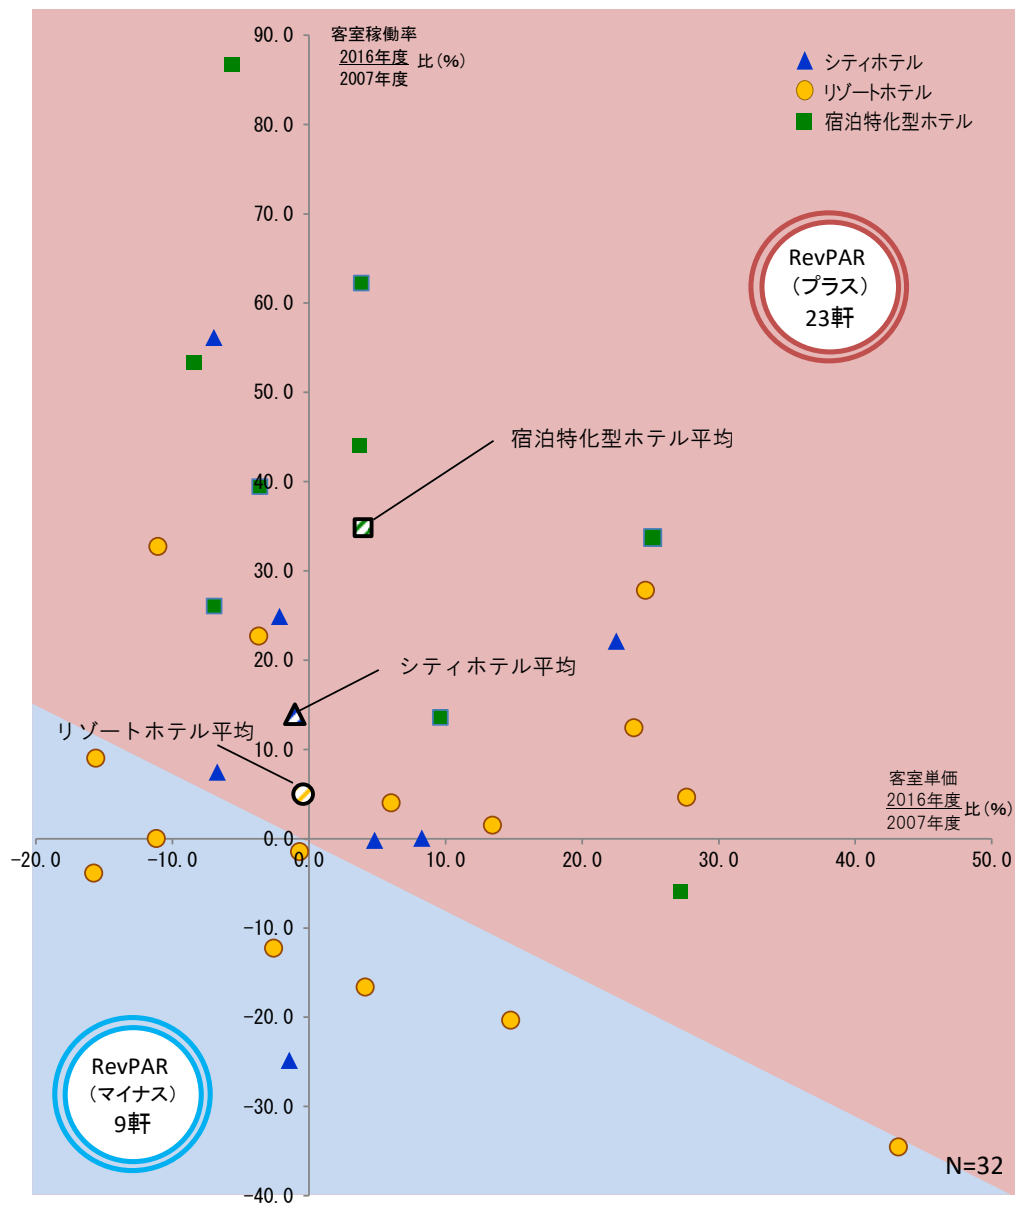 客室稼働率
2016年度
比(%)
2007年度
シティホテル
リゾートホテル
宿泊特化型ホテル
90.0
80.0
70.0
60.0
50.0
40.0
30.0
20.0
10.0
0.0
-10.0
-20.0
-30.0
-40.0
RevPAR
(プラス)
23軒
宿泊特化型ホテル平均
シティホテル平均
リゾートホテル平均
客室単価
2016年度
比(%)
2007年度
-20.0
-10.0
0.0
10.0
20.0
30.0
40.0
50.0
RevPAR
(マイナス)
9軒
N=32